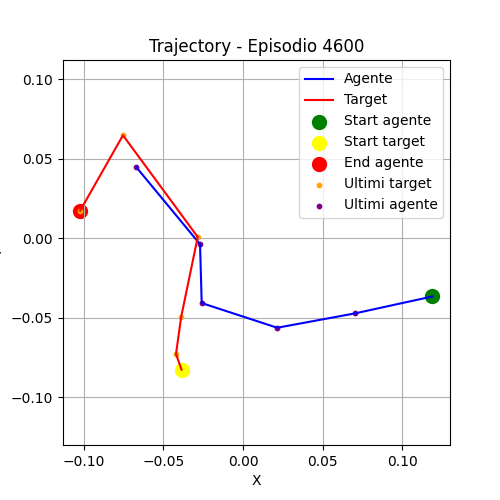 Trajectory - Episodio 4600
Agente
Target
Start agente
Start target
End agente
Ultimi target
Ultimi agente
0.10
0.05
0.00
−0.05
−0.10
−0.10
−0.05
0.00
0.05
0.10
X